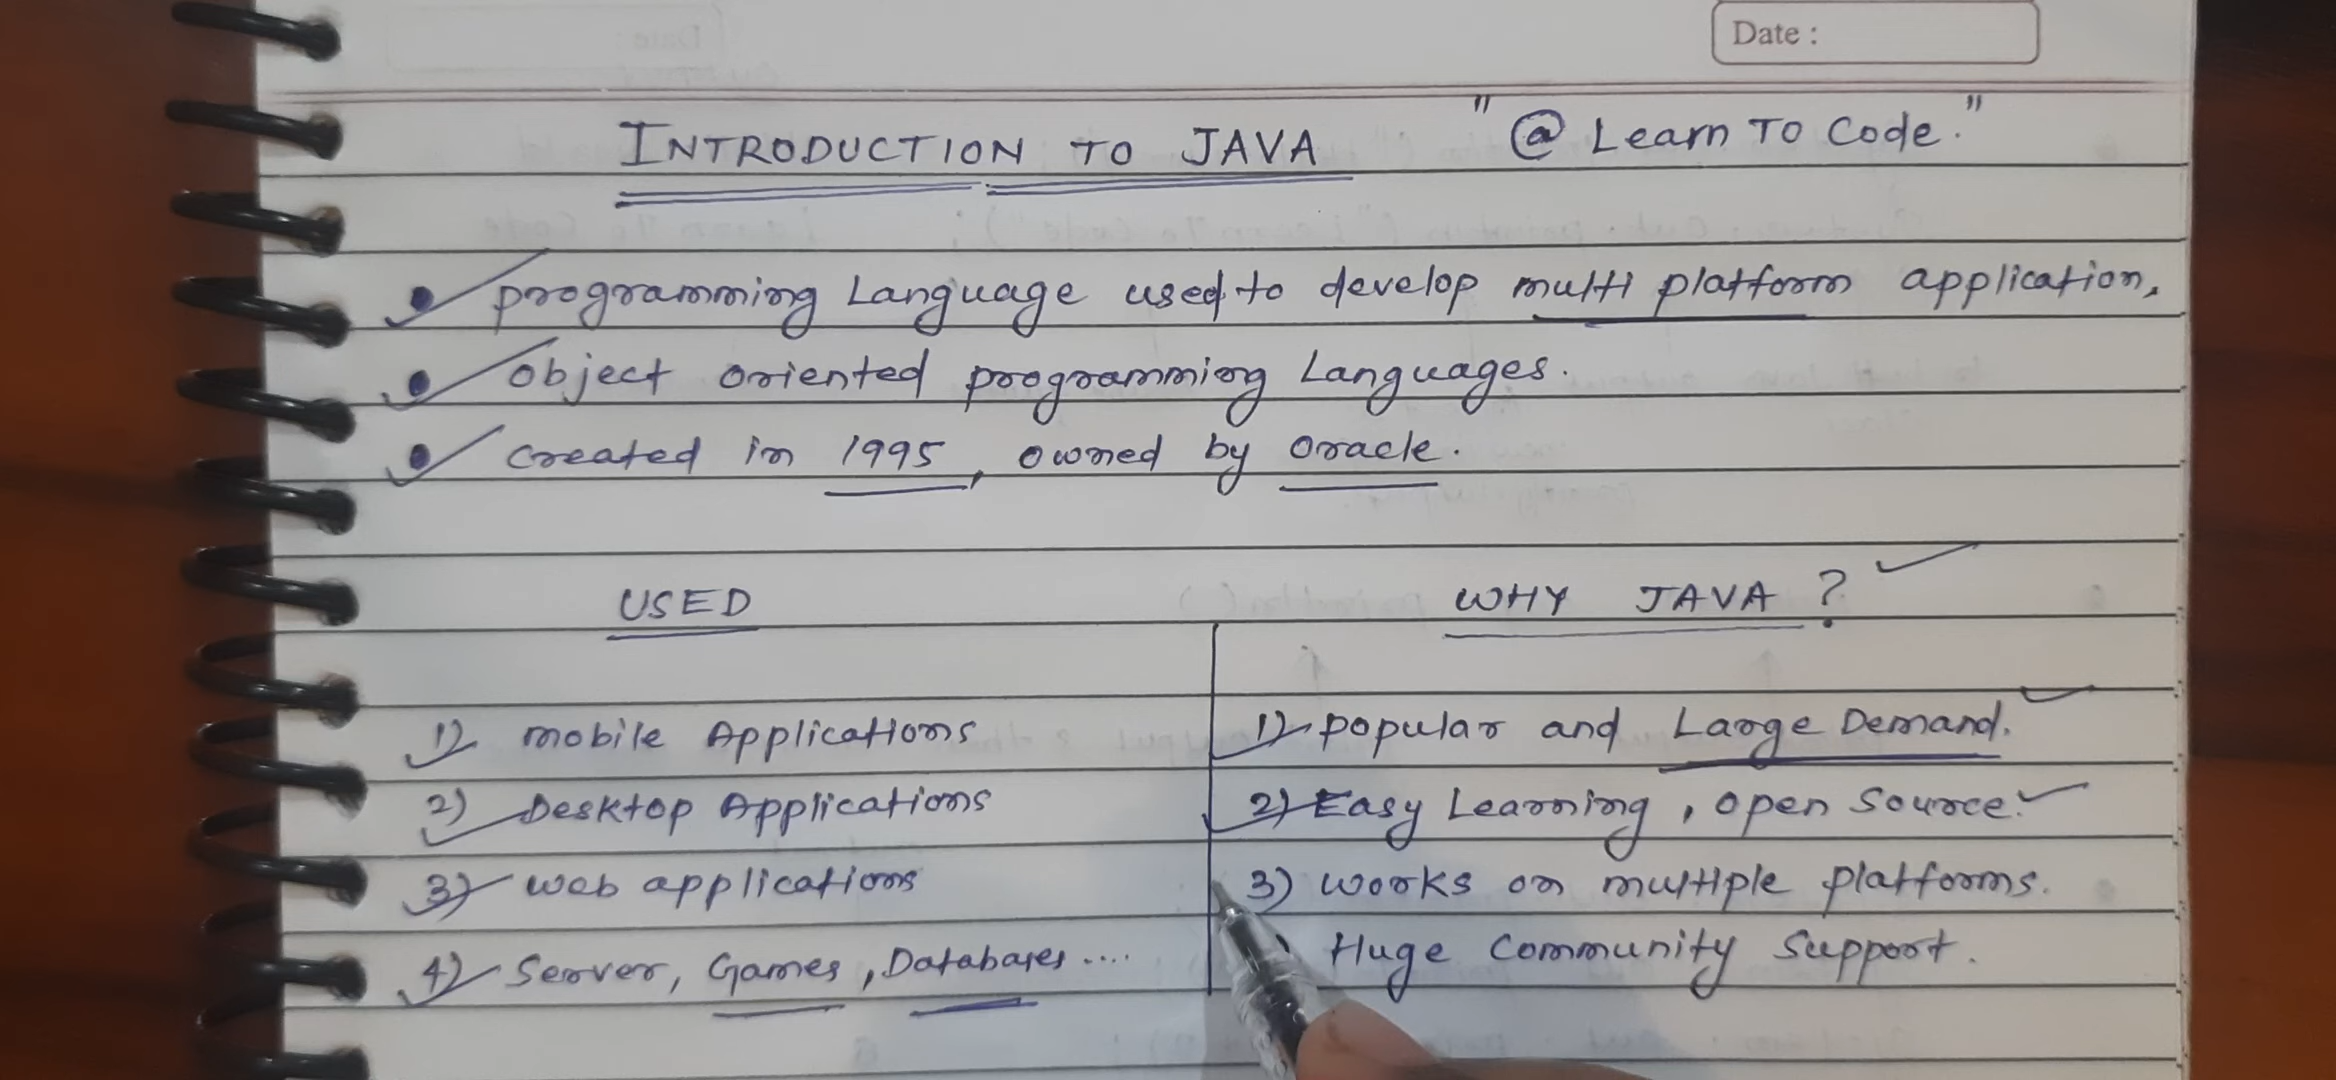 Date :
INTRODUCTION TO JAVA "@ Learn To Code."
programming Language used to develop multi platform application.
object oriented programming Languages.
created in 1995, owned by oracle.
USED
1) mobile Applications
2) Desktop Applications
3) web applications
4) Server, Games, Databases ....
WHY JAVA ?
1) popular and Large Demand.
2) Easy Learning, open source.
3) works on multiple platforms.
Huge Community Support.